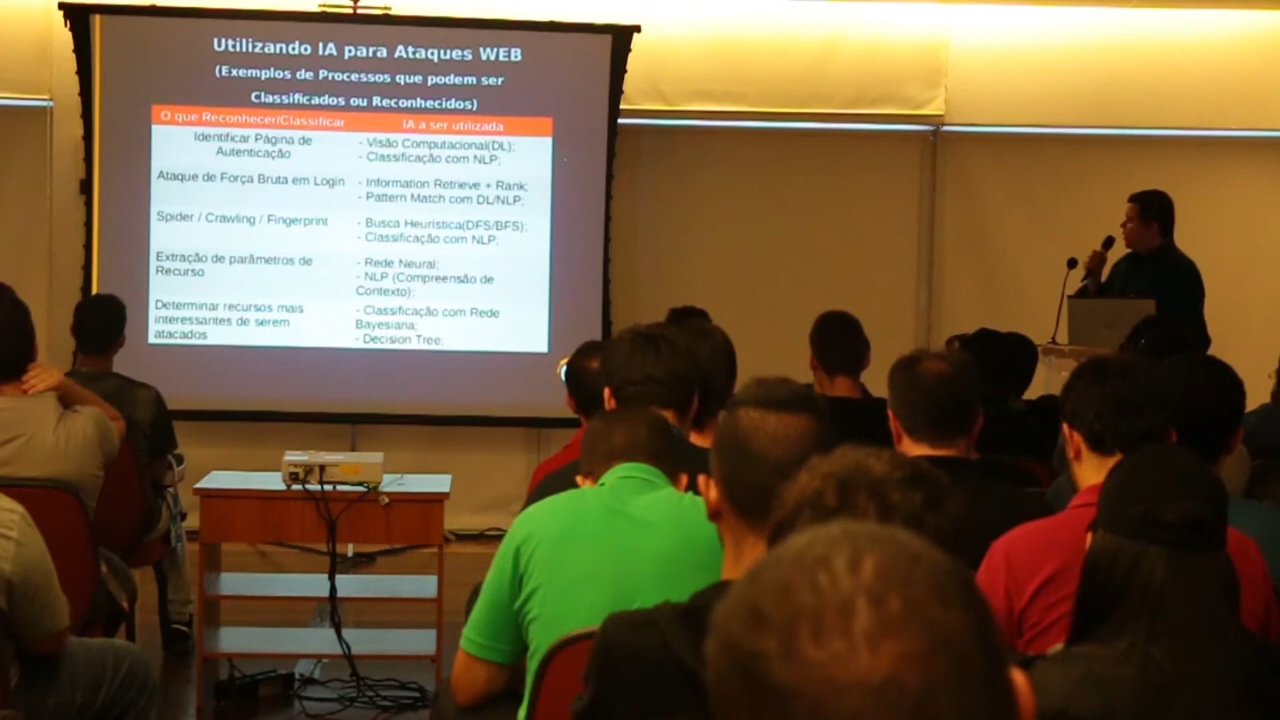 Utilizando IA para Ataques WEB
(Exemplos de Processos que podem ser
Classificados ou Reconhecidos)
O que Reconhecer/Classificar IA a ser utilizada
Identificar Página de
Autenticação
- Visão Computacional(DL);
- Classificação com NLP;
Ataque de Força Bruta em Login
- Information Retrieve + Rank;
- Pattern Match com DL/NLP;
Spider / Crawling / Fingerprint
- Busca Heurística(DFS/BFS);
- Classificação com NLP;
Extração de parâmetros de
Recurso
- Rede Neural;
- NLP (Compreensão de
Contexto);
Determinar recursos mais
interessantes de serem
atacados
- Classificação com Rede
Bayesiana;
- Decision Tree;